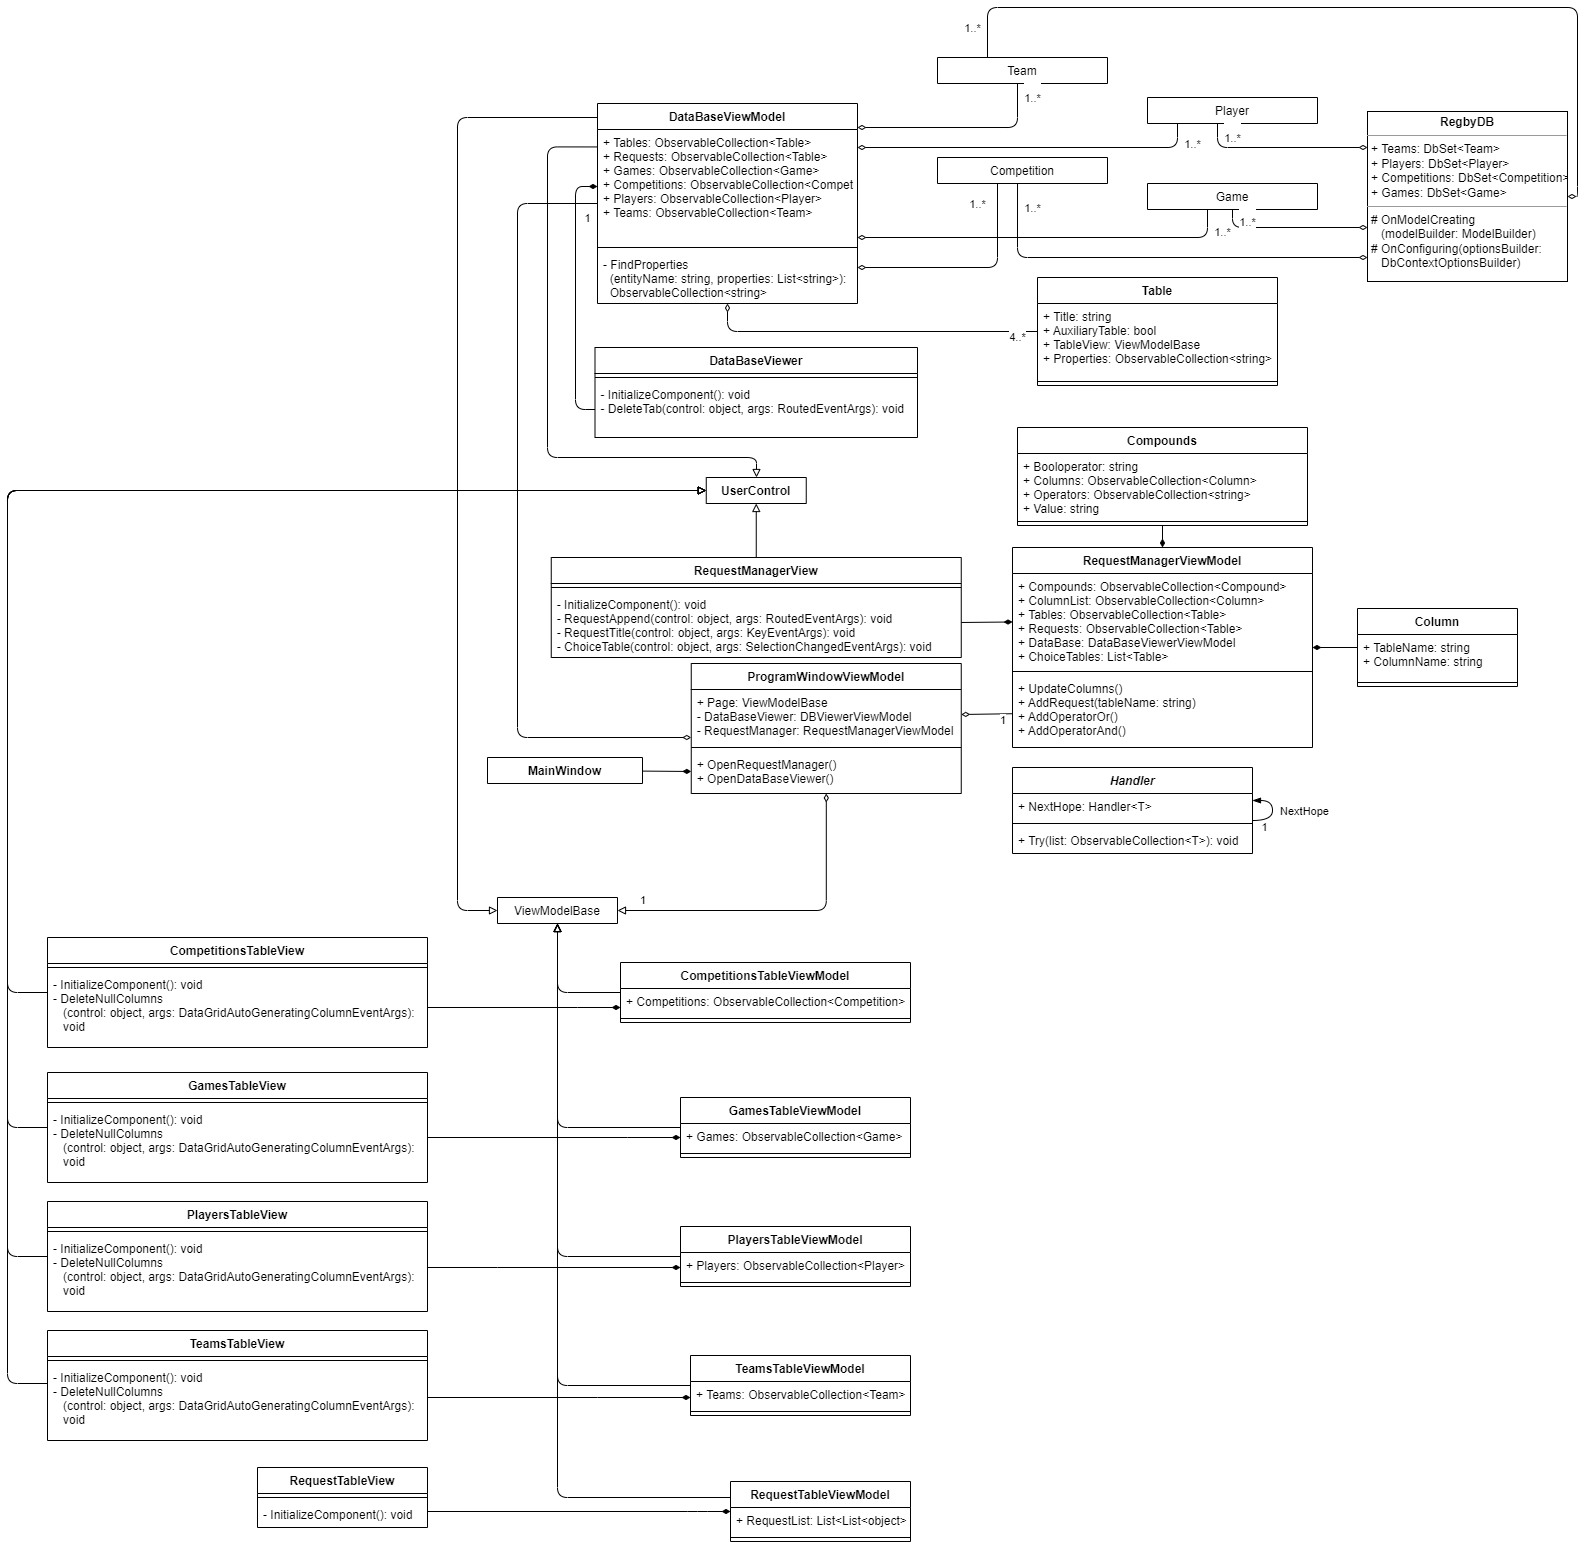 1..*
Team
1..*
DataBaseViewModel
+ Tables: ObservableCollection<Table>
+ Requests: ObservableCollection<Table>
+ Games: ObservableCollection<Game>
+ Competitions: ObservableCollection<Compet
+ Players: ObservableCollection<Player>
+ Teams: ObservableCollection<Team>
1
- FindProperties
(entityName: string, properties: List<string>):
ObservableCollection<string>
Player
1..*
1..*
Competition
1..*
1..*
Game
1..*
1..*
RegbyDB
+ Teams: DbSet<Team>
+ Players: DbSet<Player>
+ Competitions: DbSet<Competition>
+ Games: DbSet<Game>
# OnModelCreating
(modelBuilder: ModelBuilder)
# OnConfiguring(optionsBuilder:
DbContextOptionsBuilder)
4..*
Table
+ Title: string
+ AuxiliaryTable: bool
+ TableView: ViewModelBase
+ Properties: ObservableCollection<string>
DataBaseViewer
- InitializeComponent(): void
- DeleteTab(control: object, args: RoutedEventArgs): void
UserControl
Compounds
+ Booloperator: string
+ Columns: ObservableCollection<Column>
+ Operators: ObservableCollection<string>
+ Value: string
RequestManagerView
- InitializeComponent(): void
- RequestAppend(control: object, args: RoutedEventArgs): void
- RequestTitle(control: object, args: KeyEventArgs): void
- ChoiceTable(control: object, args: SelectionChangedEventArgs): void
RequestManagerViewModel
+ Compounds: ObservableCollection<Compound>
+ ColumnList: ObservableCollection<Column>
+ Tables: ObservableCollection<Table>
+ Requests: ObservableCollection<Table>
+ DataBase: DataBaseViewerViewModel
+ ChoiceTables: List<Table>
+ UpdateColumns()
+ AddRequest(tableName: string)
+ AddOperatorOr()
+ AddOperatorAnd()
Column
+ TableName: string
+ ColumnName: string
ProgramWindowViewModel
+ Page: ViewModelBase
- DataBaseViewer: DBViewerViewModel
- RequestManager: RequestManagerViewModel
+ OpenRequestManager()
+ OpenDataBaseViewer()
1
MainWindow
Handler
+ NextHope: Handler<T>
+ Try(list: ObservableCollection<T>): void
NextHope
1
ViewModelBase
1
CompetitionsTableView
- InitializeComponent(): void
- DeleteNullColumns
(control: object, args: DataGridAutoGeneratingColumnEventArgs):
void
CompetitionsTableViewModel
+ Competitions: ObservableCollection<Competition>
GamesTableView
- InitializeComponent(): void
- DeleteNullColumns
(control: object, args: DataGridAutoGeneratingColumnEventArgs):
void
GamesTableViewModel
+ Games: ObservableCollection<Game>
PlayersTableView
- InitializeComponent(): void
- DeleteNullColumns
(control: object, args: DataGridAutoGeneratingColumnEventArgs):
void
PlayersTableViewModel
+ Players: ObservableCollection<Player>
TeamsTableView
- InitializeComponent(): void
- DeleteNullColumns
(control: object, args: DataGridAutoGeneratingColumnEventArgs):
void
TeamsTableViewModel
+ Teams: ObservableCollection<Team>
RequestTableView
- InitializeComponent(): void
RequestTableViewModel
+ RequestList: List<List<object>